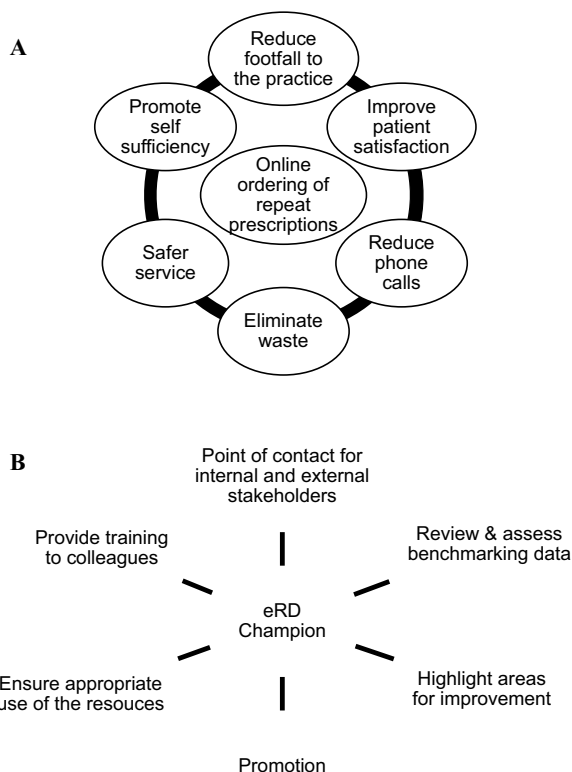 A
Reduce
footfall to
the practice
Promote
self
sufficiency
Improve
patient
satisfaction
Online
ordering of
repeat
prescriptions
Safer
service
Reduce
phone
calls
Eliminate
waste
B
Point of contact for
internal and external
stakeholders
Provide training
to colleagues
Review & assess
benchmarking data
eRD
Champion
Ensure appropriate
use of the resouces
Highlight areas
for improvement
Promotion